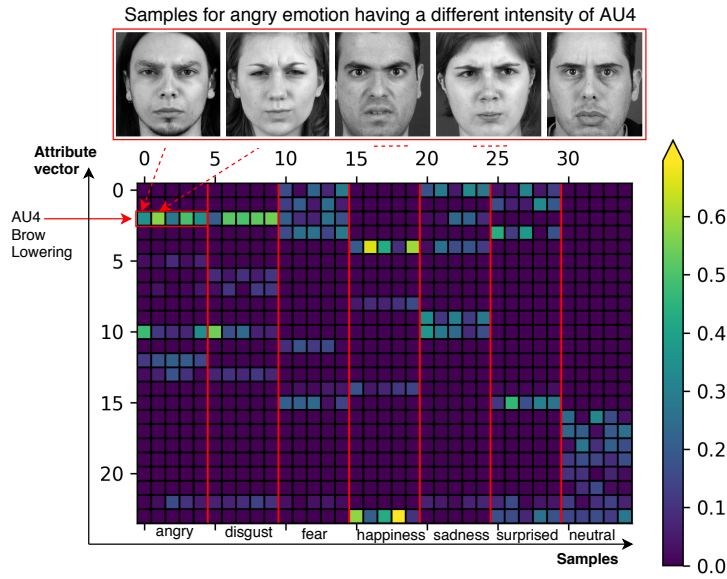 Samples for angry emotion having a different intensity of AU4
Attribute
vector
0 5 10 15 20 25 30
0
AU4
Brow
Lowering
5
10
15
20
angry disgust fear happiness sadness surprised neutral
Samples
0.6
0.5
0.4
0.3
0.2
0.1
0.0